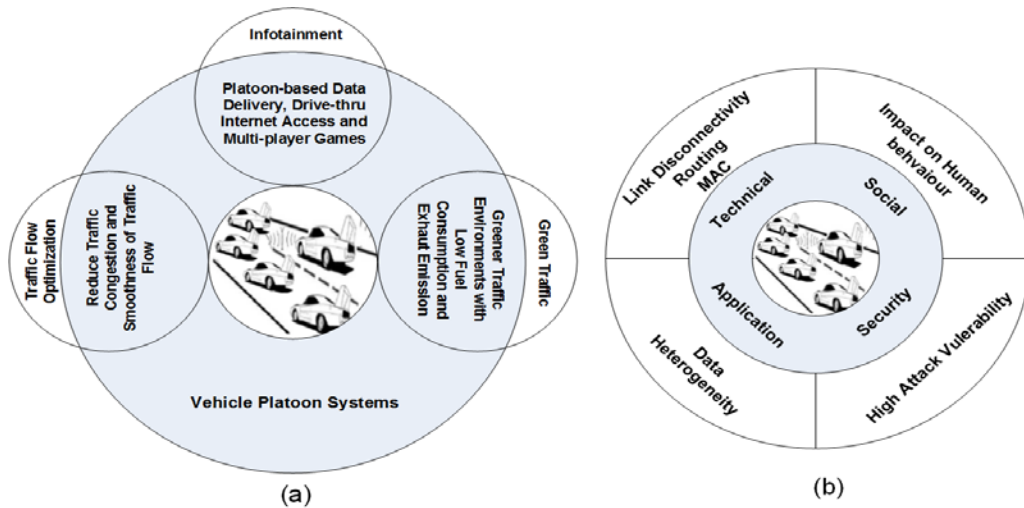 Infotainment
Platoon-based Data
Delivery, Drive-thru
Internet Access and
Multi-player Games
Traffic Flow
Optimization
Reduce Traffic
Congestion and
Smoothness of Traffic
Flow
Greener Traffic
Environments with
Low Fuel
Consumption and
Exhaut Emission
Green Traffic
Vehicle Platoon Systems
(a)
Link Disconnectivity
Routing
MAC
Technical
Impact on Human
behvaiour
Social
Application
Data
Heterogeneity
Security
High Attack Vulerability
(b)